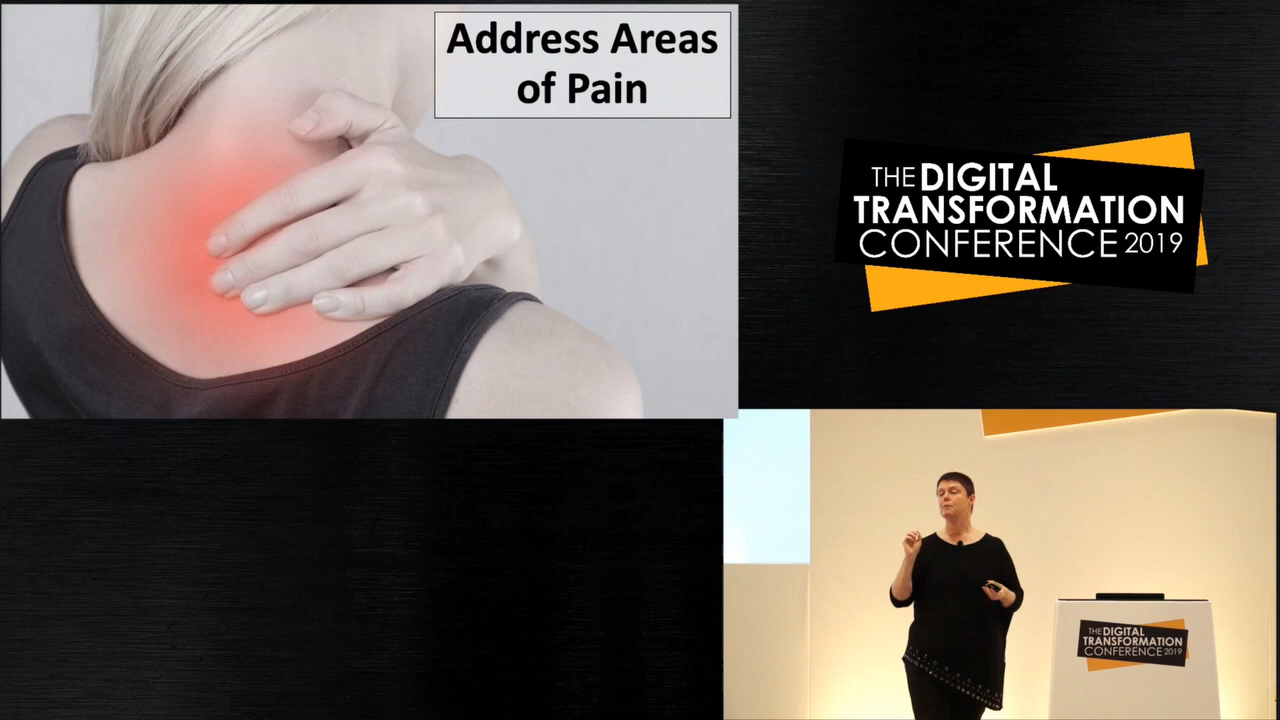 Address Areas
of Pain
THE DIGITAL
TRANSFORMATION
CONFERENCE 2019
THE DIGITAL
TRANSFORMATION
CONFERENCE 2019